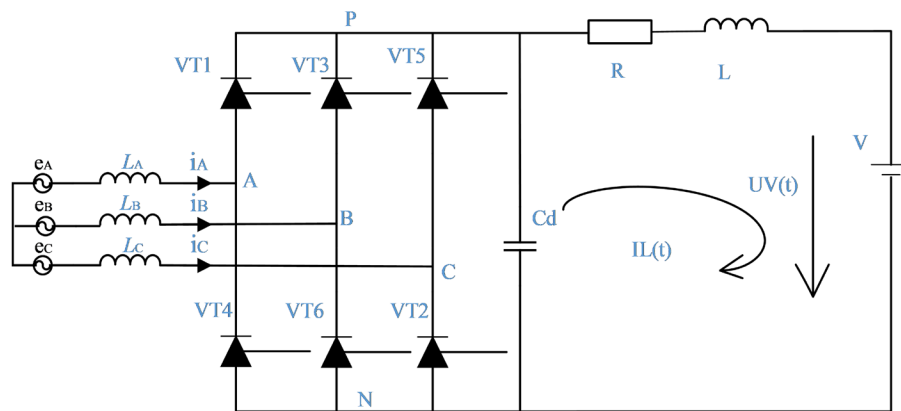 P
VT1 VT3 VT5
R L
eA LA iA A V
UV(t)
eB LB iB B Cd
eC LC iC C IL(t)
VT4 VT6 VT2
N